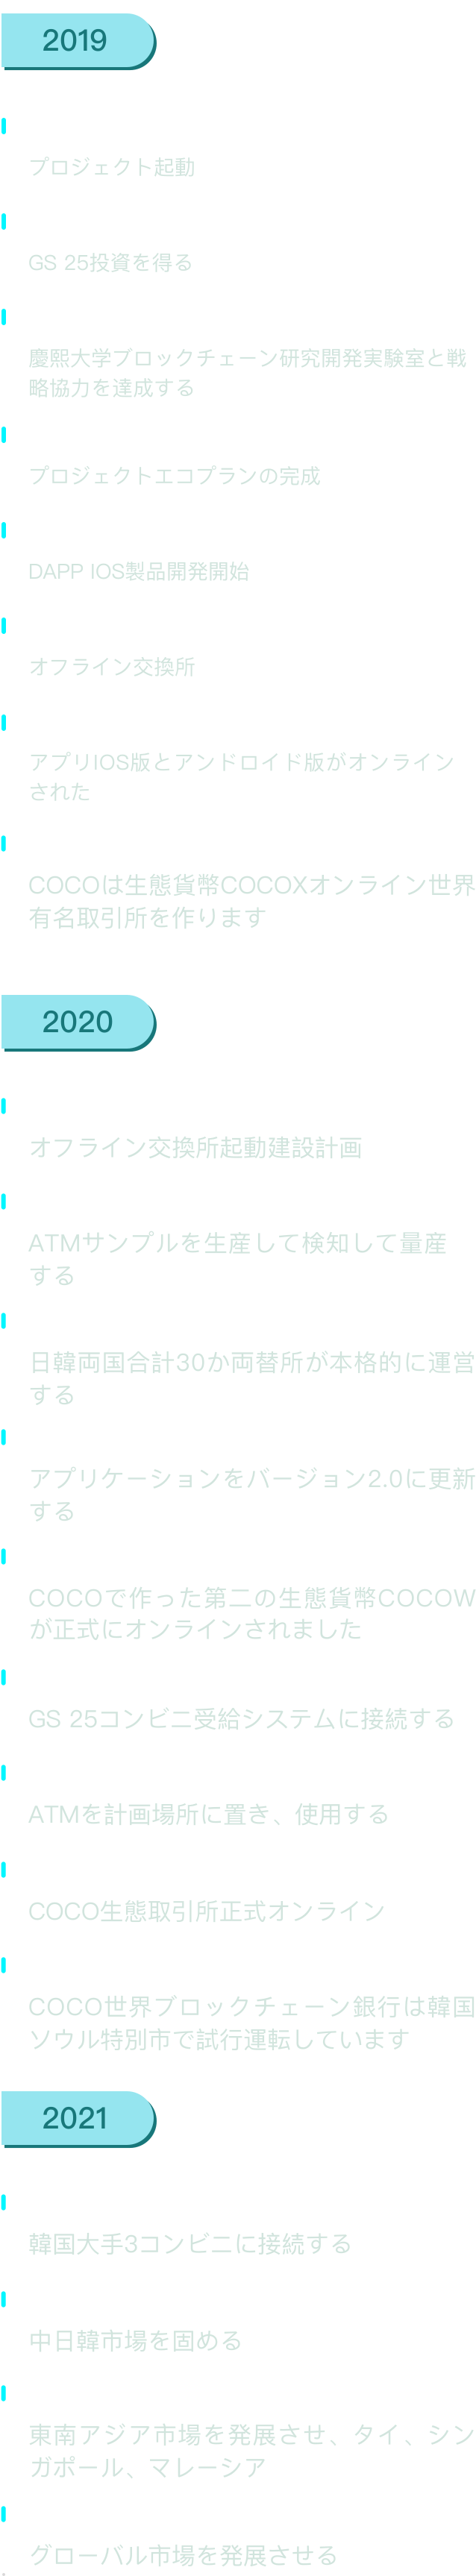 2019
プロジェクト起動
GS 25投資を得る
慶熙大学ブロックチェーン研究開発実験室と戦
略協力を達成する
プロジェクトエコプランの完成
DAPP IOS製品開発開始
オフライン交換所
アプリIOS版とアンドロイド版がオンライン
された
COCOは生態貨幣COCOXオンライン世界
有名取引所を作ります
2020
オフライン交換所起動建設計画
ATMサンプルを生産して検知して量産
する
日韓両国合計30か両替所が本格的に運営
する
アプリケーションをバージョン2.0に更新
する
COCOで作った第二の生態貨幣COCOW
が正式にオンラインされました
GS 25コンビニ受給システムに接続する
ATMを計画場所に置き、使用する
COCO生態取引所正式オンライン
COCO世界ブロックチェーン銀行は韓国
ソウル特別市で試行運転しています
2021
韓国大手3コンビニに接続する
中日韓市場を固める
東南アジア市場を発展させ、タイ、シン
ガポール、マレーシア
グローバル市場を発展させる